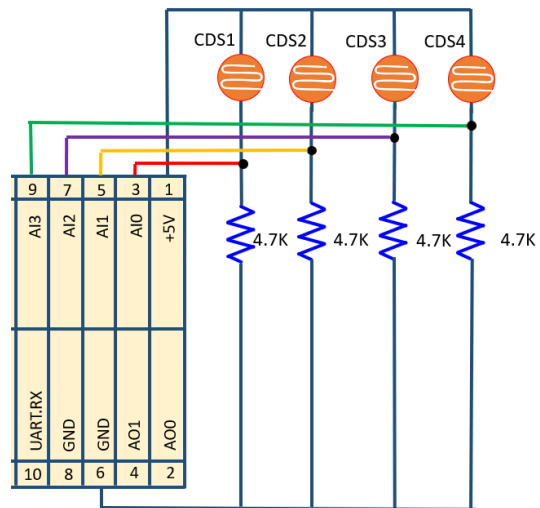 CDS1 CDS2 CDS3 CDS4
9 7 5 3 1
AI3 AI2 AI1 AI0 +5V
4.7K 4.7K 4.7K 4.7K
UART.RX GND GND AO1 AO0
10 8 6 4 2